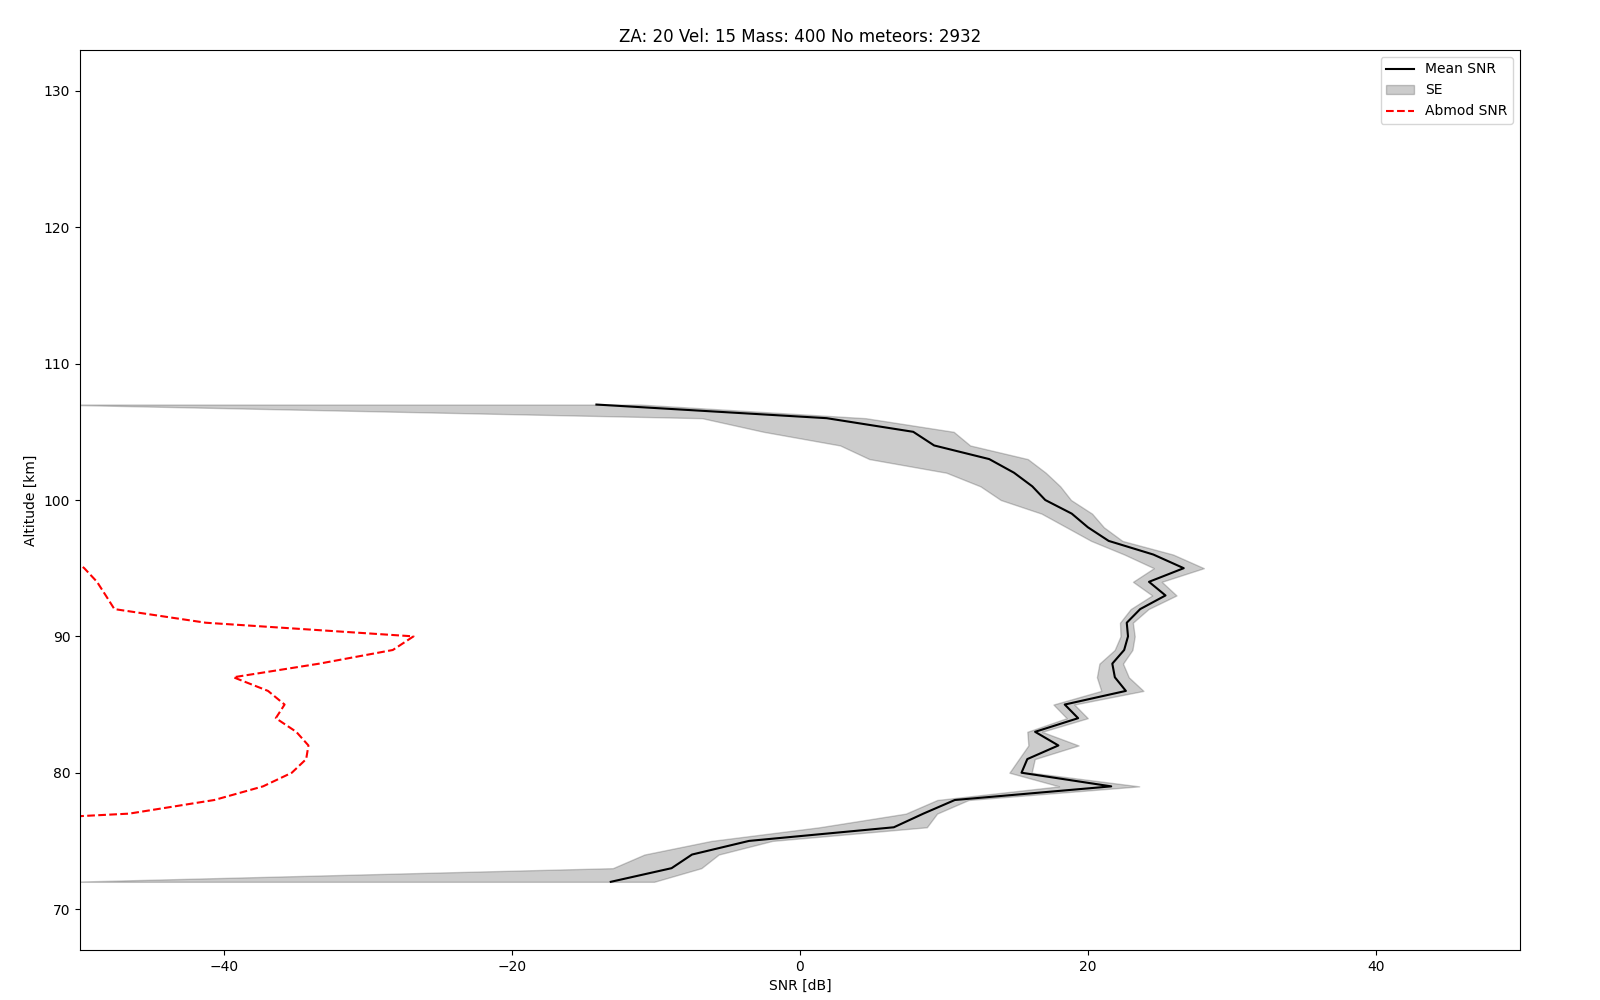 ZA: 20 Vel: 15 Mass: 400 No meteors: 2932
Mean SNR
SE
Abmod SNR
130
120
110
100
90
80
70
Altitude [km]
−40
−20
0
20
40
SNR [dB]